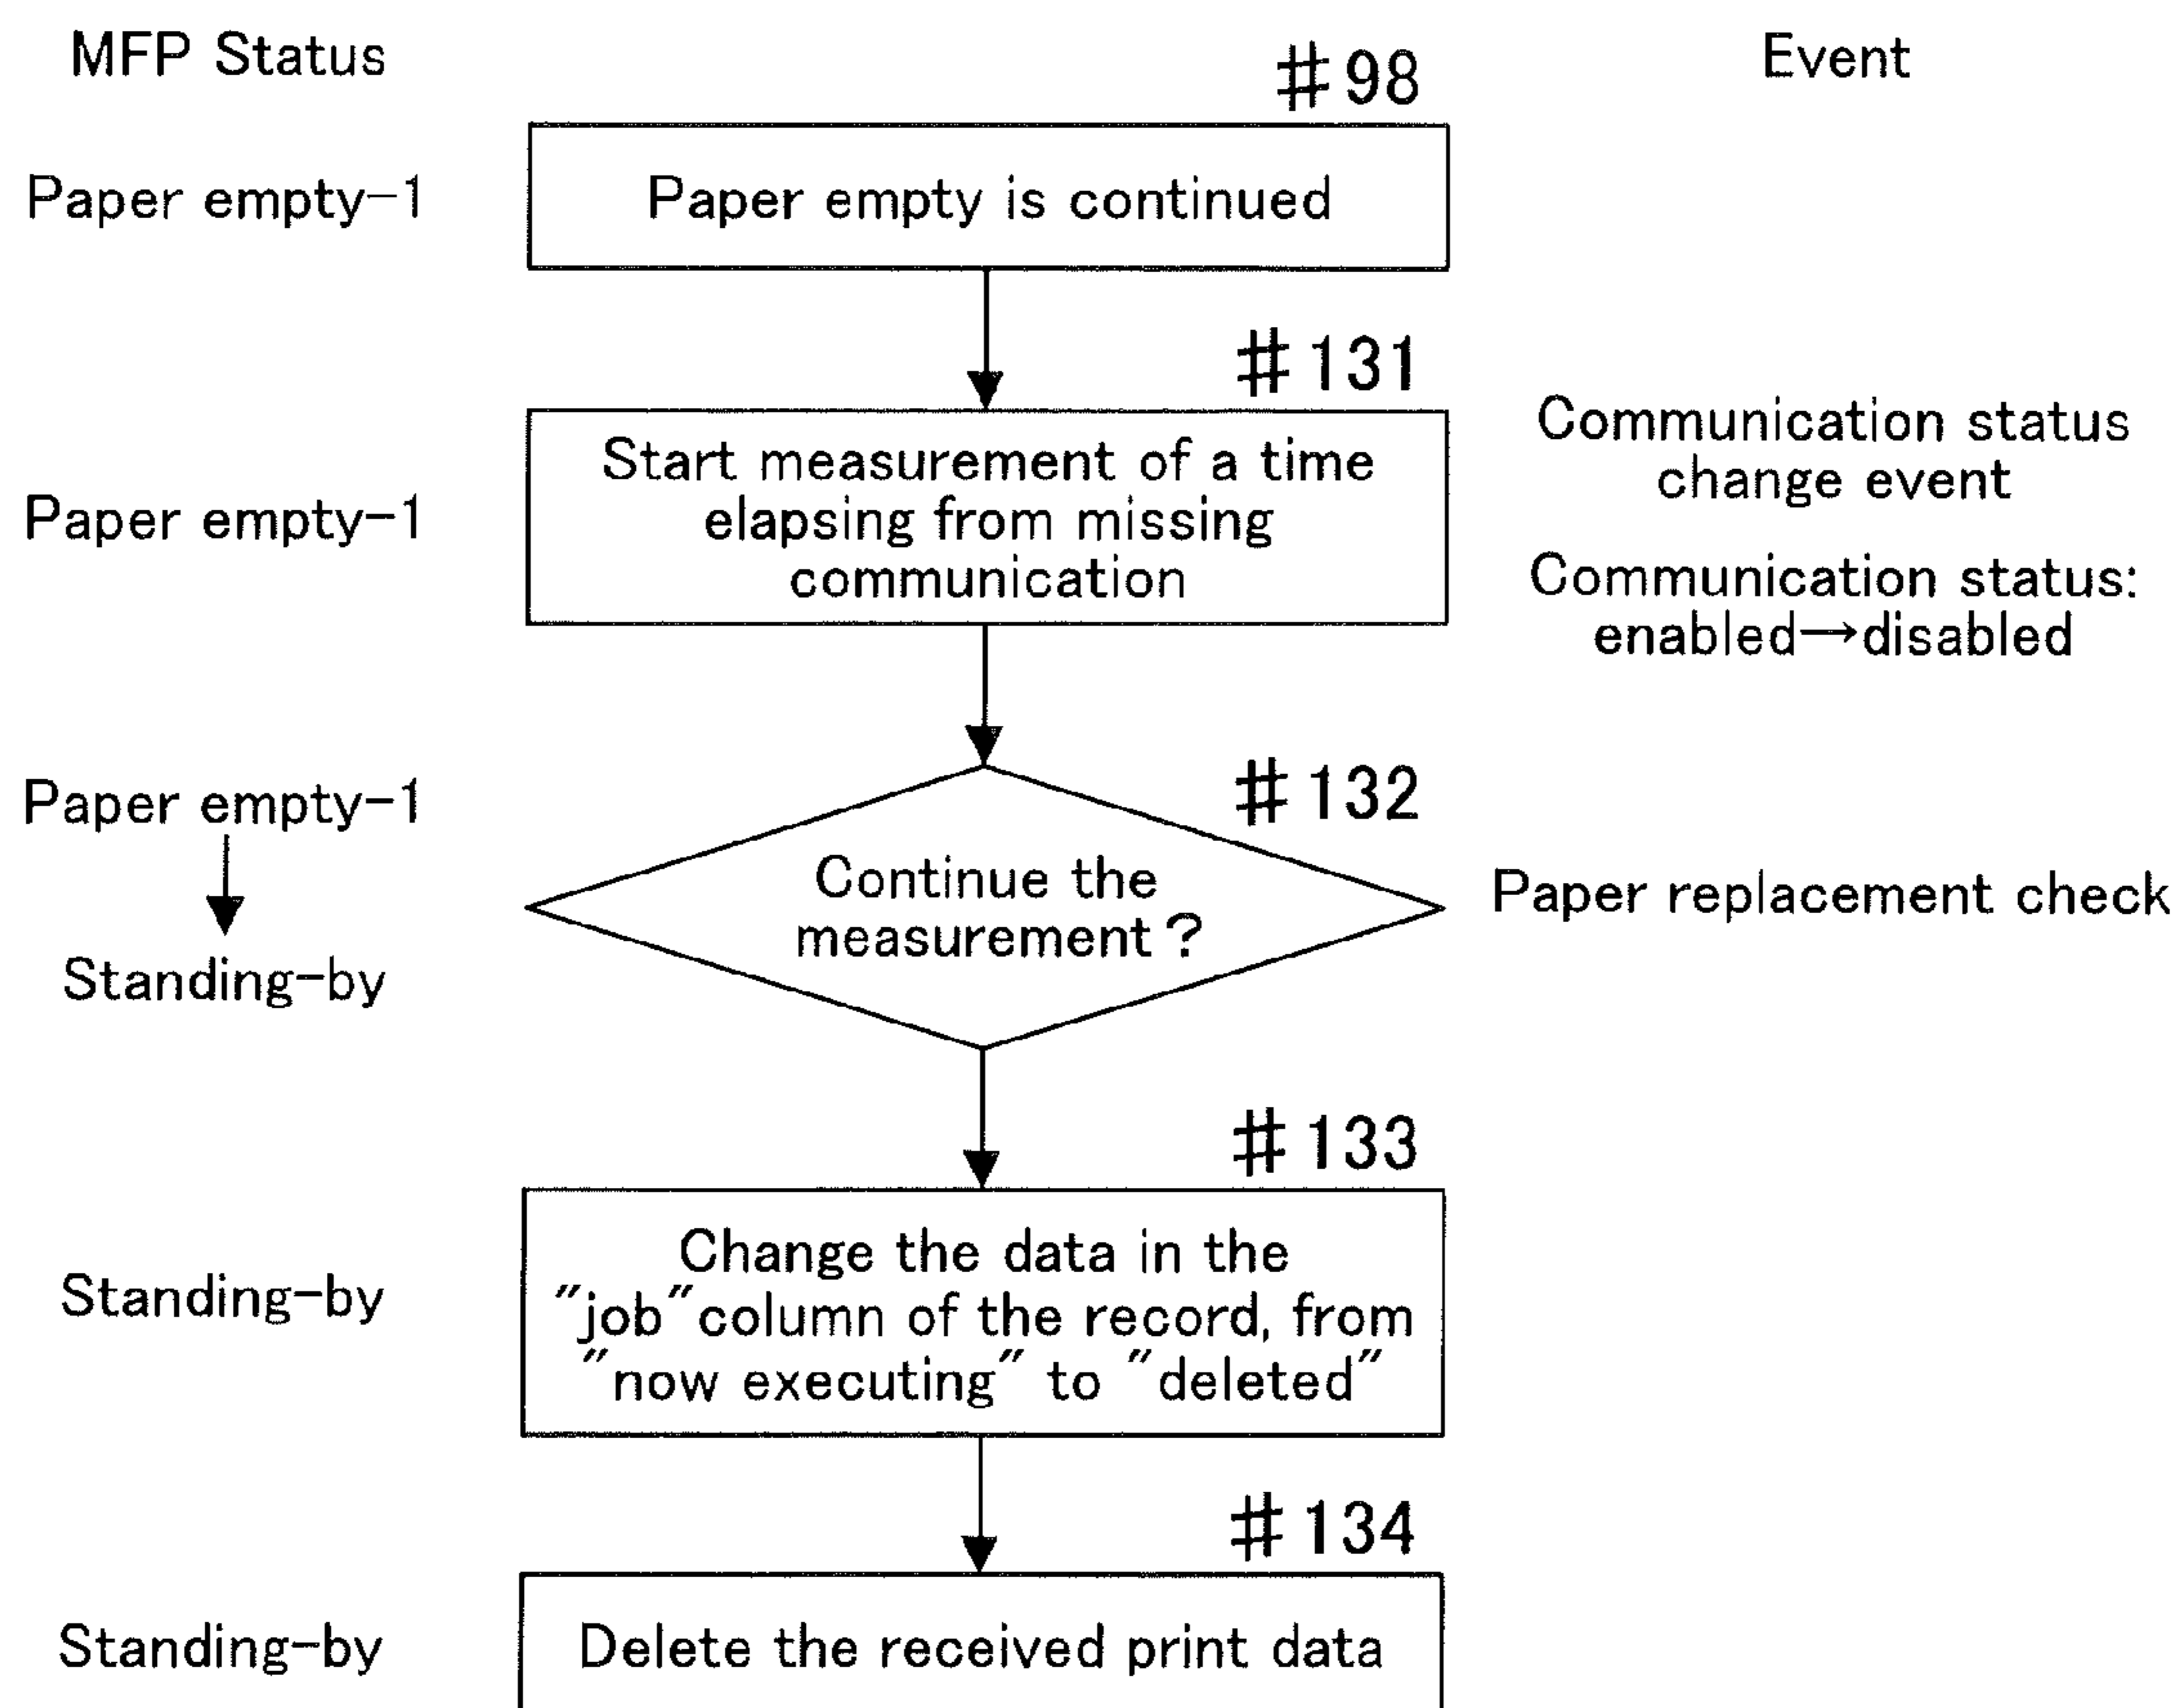 MFP Status
Event
#98
Paper empty-1
Paper empty is continued
#131
Paper empty-1
Start measurement of a time
elapsing from missing
communication
Communication status
change event
Communication status:
enabled→disabled
#132
Paper empty-1
Standing-by
Continue the
measurement?
Paper replacement check
#133
Standing-by
Change the data in the
"job"column of the record, from
"now executing" to "deleted"
#134
Standing-by
Delete the received print data